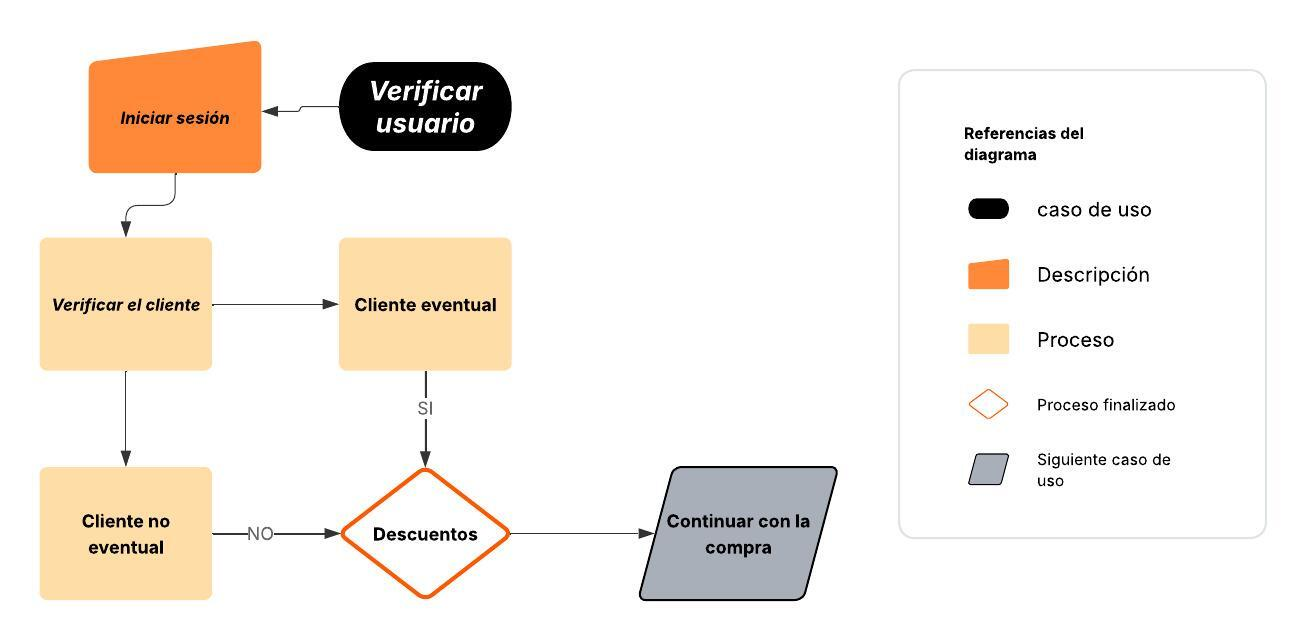 Verificar
usuario
Iniciar sesión
Verificar el cliente
Cliente eventual
SI
Cliente no
eventual
NO
Descuentos
Continuar con la
compra
Referencias del
diagrama
caso de uso
Descripción
Proceso
Proceso finalizado
Siguiente caso de
uso